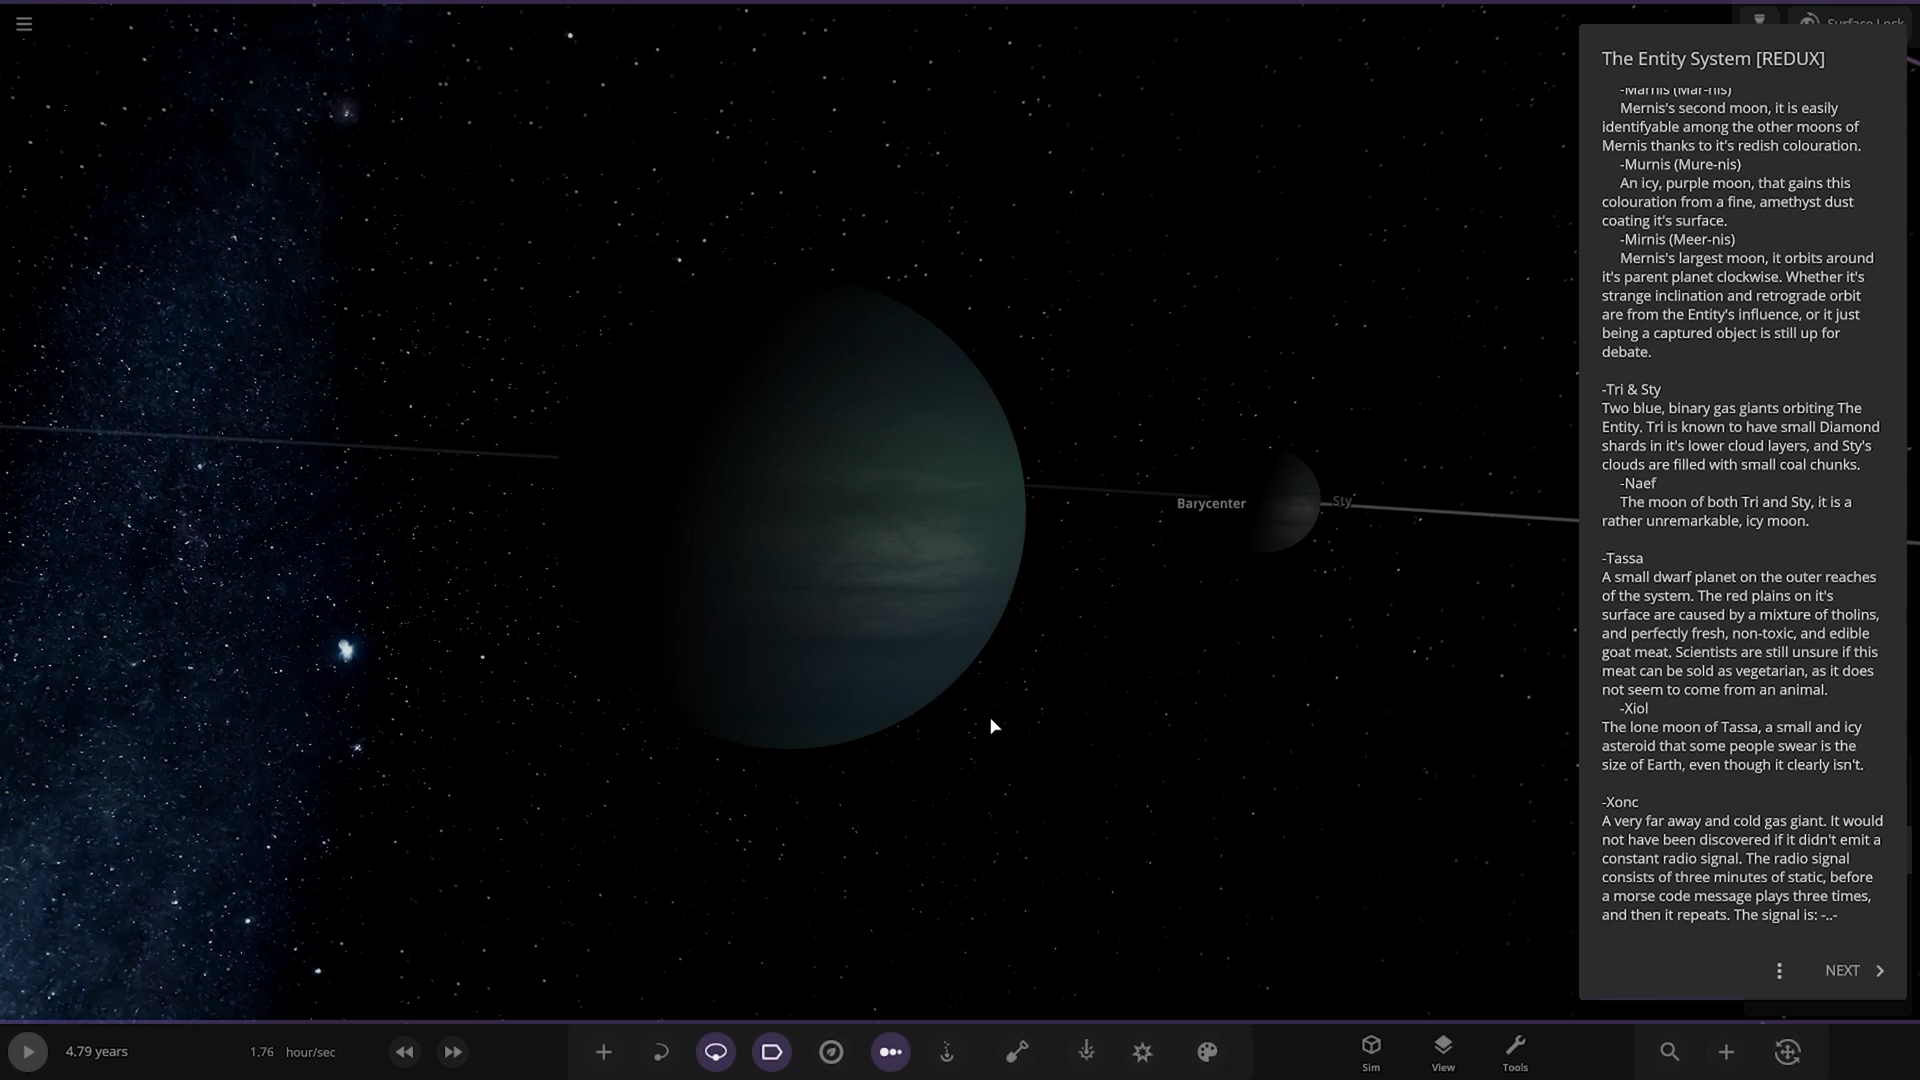 Surface Lock
The Entity System [REDUX]
-Marnis (Mar-nis)
Mernis's second moon, it is easily
identifyable among the other moons of
Mernis thanks to it's redish colouration.
-Murnis (Mure-nis)
An icy, purple moon, that gains this
colouration from a fine, amethyst dust
coating it's surface.
-Mirnis (Meer-nis)
Mernis's largest moon, it orbits around
it's parent planet clockwise. Whether it's
strange inclination and retrograde orbit
are from the Entity's influence, or it just
being a captured object is still up for
debate.
-Tri & Sty
Two blue, binary gas giants orbiting The
Entity. Tri is known to have small Diamond
shards in it's lower cloud layers, and Sty's
clouds are filled with small coal chunks.
-Naef
The moon of both Tri and Sty, it is a
rather unremarkable, icy moon.
-Tassa
A small dwarf planet on the outer reaches
of the system. The red plains on it's
surface are caused by a mixture of tholins,
and perfectly fresh, non-toxic, and edible
goat meat. Scientists are still unsure if this
meat can be sold as vegetarian, as it does
not seem to come from an animal.
-Xiol
The lone moon of Tassa, a small and icy
asteroid that some people swear is the
size of Earth, even though it clearly isn't.
-Xonc
A very far away and cold gas giant. It would
not have been discovered if it didn't emit a
constant radio signal. The radio signal
consists of three minutes of static, before
a morse code message plays three times,
and then it repeats. The signal is: -..-
NEXT
Barycenter
Sty
4.79 years
1.76 hour/sec
Sim
View
Tools